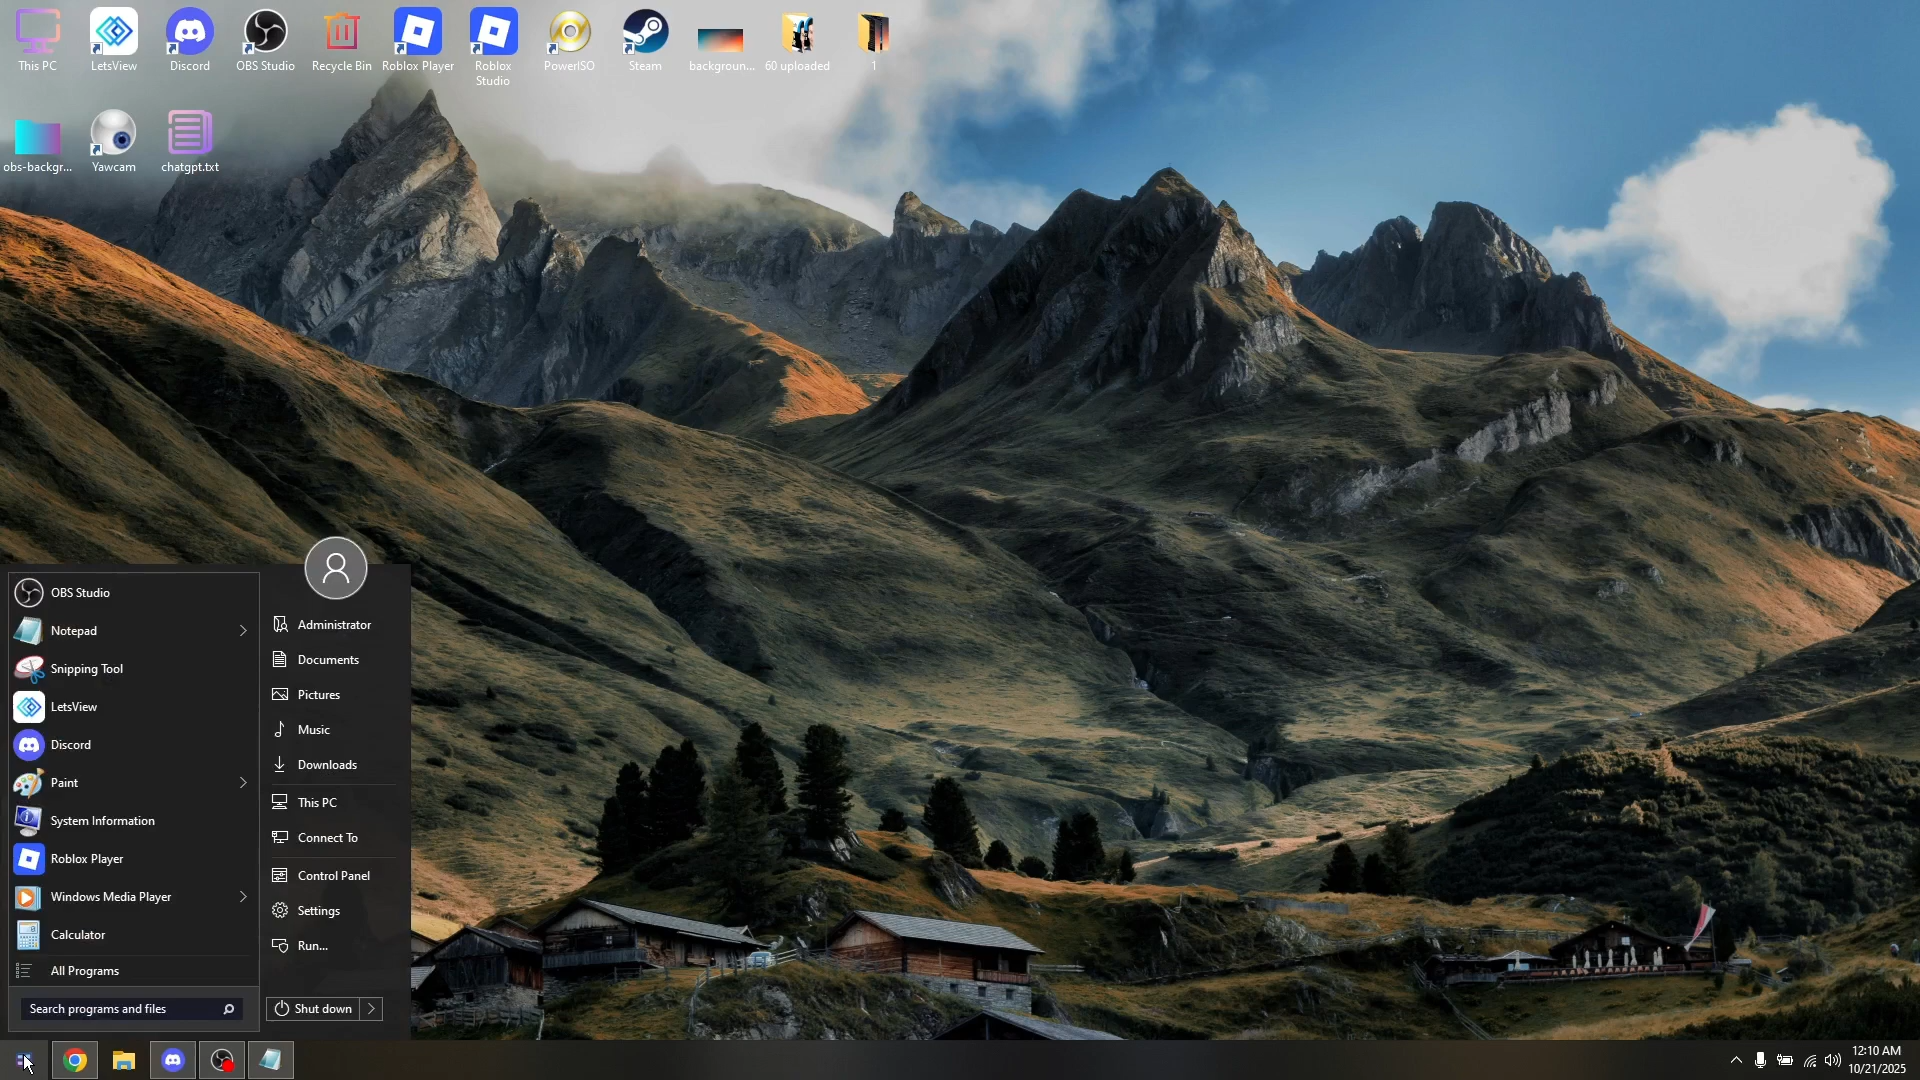 This PC
LetsView
Discord
OBS Studio
Recycle Bin
Roblox Player
Roblox
Studio
PowerISO
Steam
backgroun...
60 uploaded
1
obs-backgr...
Yawcam
chatgpt.txt
OBS Studio
Notepad
Snipping Tool
LetsView
Discord
Paint
System Information
Roblox Player
Windows Media Player
Calculator
All Programs
Search programs and files
Administrator
Documents
Pictures
Music
Downloads
This PC
Connect To
Control Panel
Settings
Run...
Shut down
12:10 AM
10/21/2025